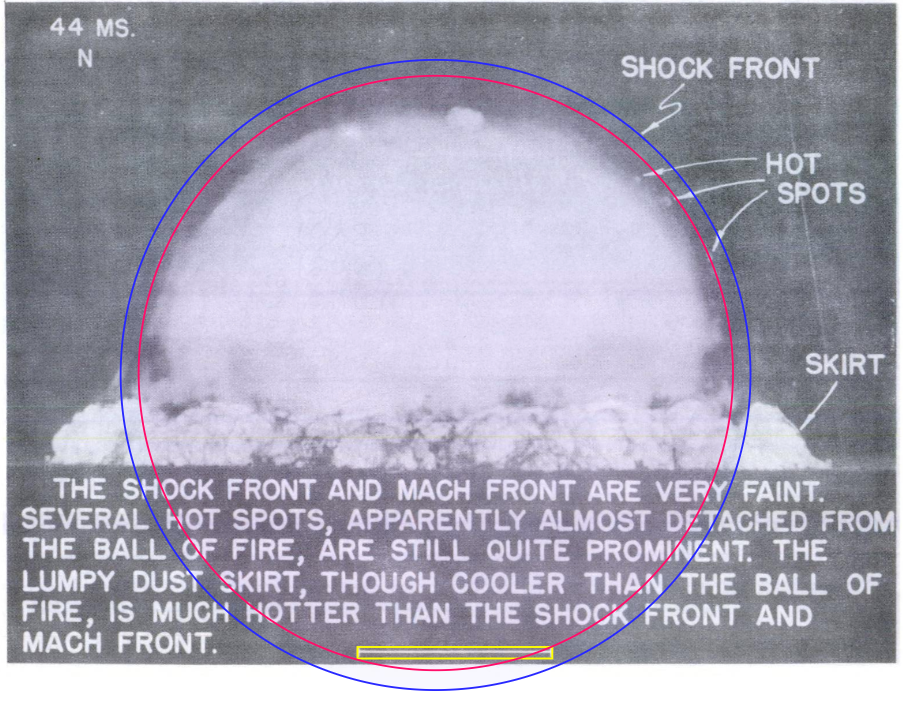 44 MS.
N
SHOCK FRONT
HOT
SPOTS
SKIRT
THE SHOCK FRONT AND MACH FRONT ARE VERY FAINT.
SEVERAL HOT SPOTS, APPARENTLY ALMOST DETACHED FROM
THE BALL OF FIRE, ARE STILL QUITE PROMINENT. THE
LUMPY DUST SKIRT, THOUGH COOLER THAN THE BALL OF
FIRE, IS MUCH HOTTER THAN THE SHOCK FRONT AND
MACH FRONT.